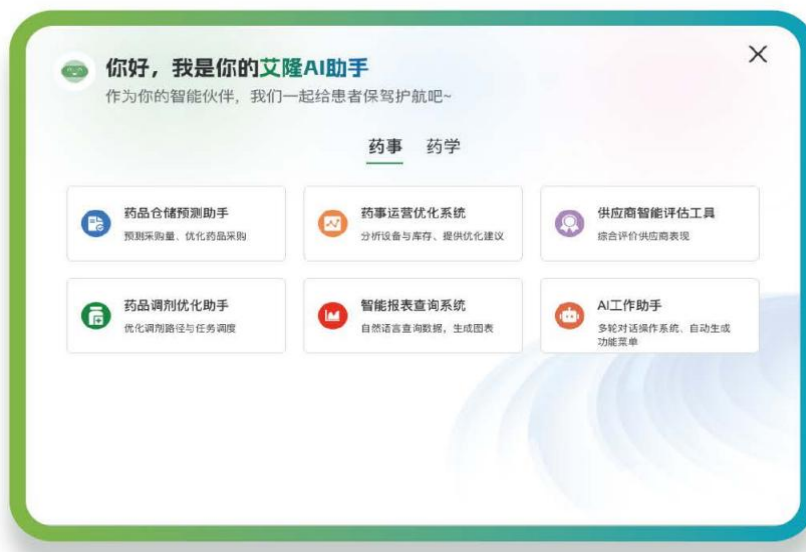 你好，我是你的艾隆AI助手
作为你的智能伙伴，我们一起给患者保驾护航吧~
药事 药学
药品仓储预测助手
预测采购量、优化药品采购
药事运营优化系统
分析设备与库存、提供优化建议
供应商智能评估工具
综合评价供应商表现
药品调剂优化助手
优化调剂路径与任务调度
智能报表查询系统
自然语言查询数据，生成图表
AI工作助手
多轮对话操作系统、自动生成
功能菜单